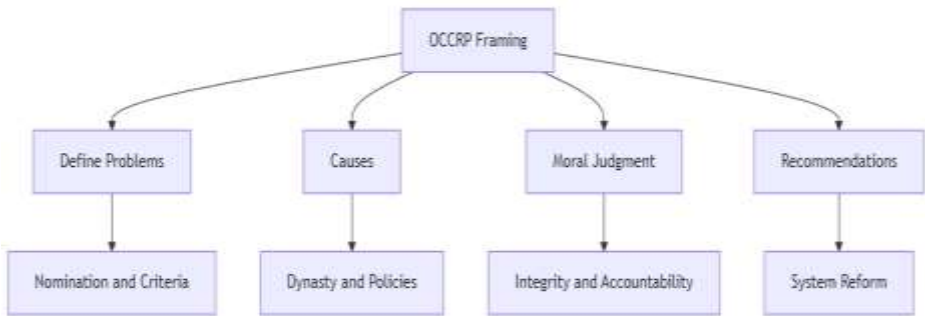 OCCRP Framing
Define Problems
Causes
Moral Judgment
Recommendations
Nomination and Criteria
Dynasty and Policies
Integrity and Accountability
System Reform